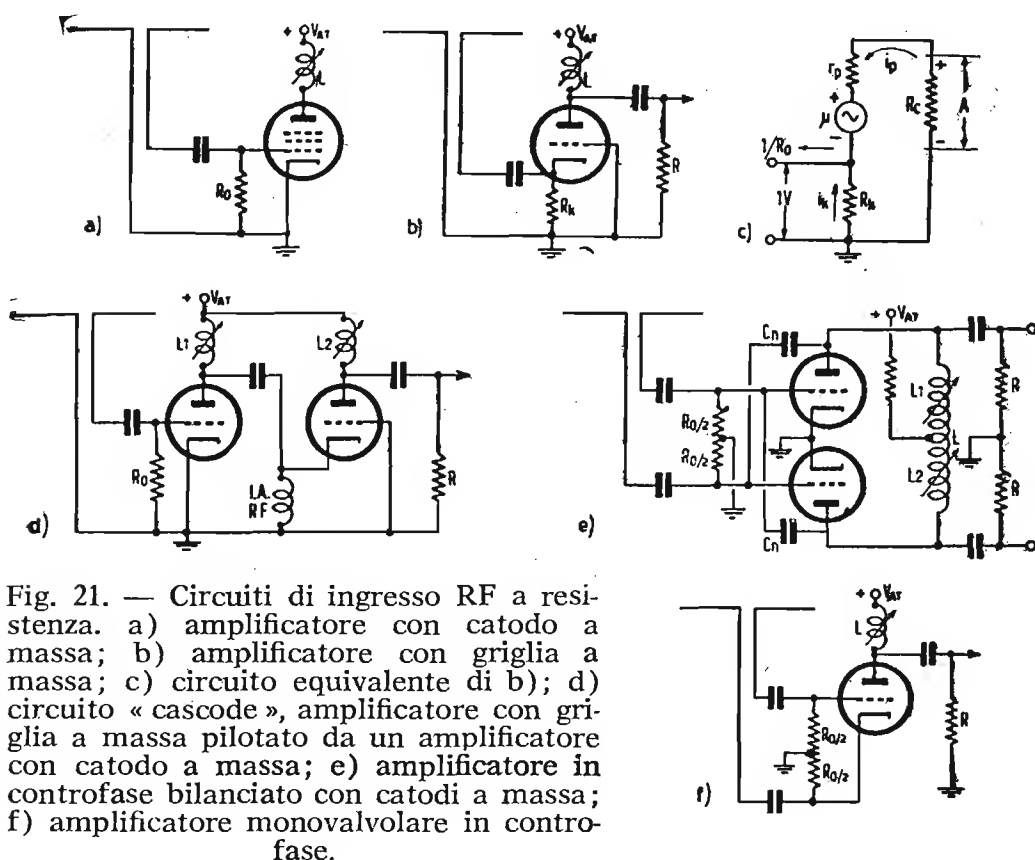 + VAT
L
R0
a)
+ VAT
L
R
Rk
b)
rp
ip
+
+
μ
Rc
A
-
-
1/R0
1V
ik
Rk
c)
+ VAT
L1
L2
R0
I.A.
RF
R
d)
+ VAT
Cn
R0/2
R0/2
L1
L
L2
R
R
Cn
e)
Fig. 21. — Circuiti di ingresso RF a resi-
stenza. a) amplificatore con catodo a
massa; b) amplificatore con griglia a
massa; c) circuito equivalente di b); d)
circuito « cascode », amplificatore con gri-
glia a massa pilotato da un amplificatore
con catodo a massa; e) amplificatore in
controfase bilanciato con catodi a massa;
f) amplificatore monovalvolare in contro-
fase.
+ VAT
L
R0/2
R0/2
R
f)